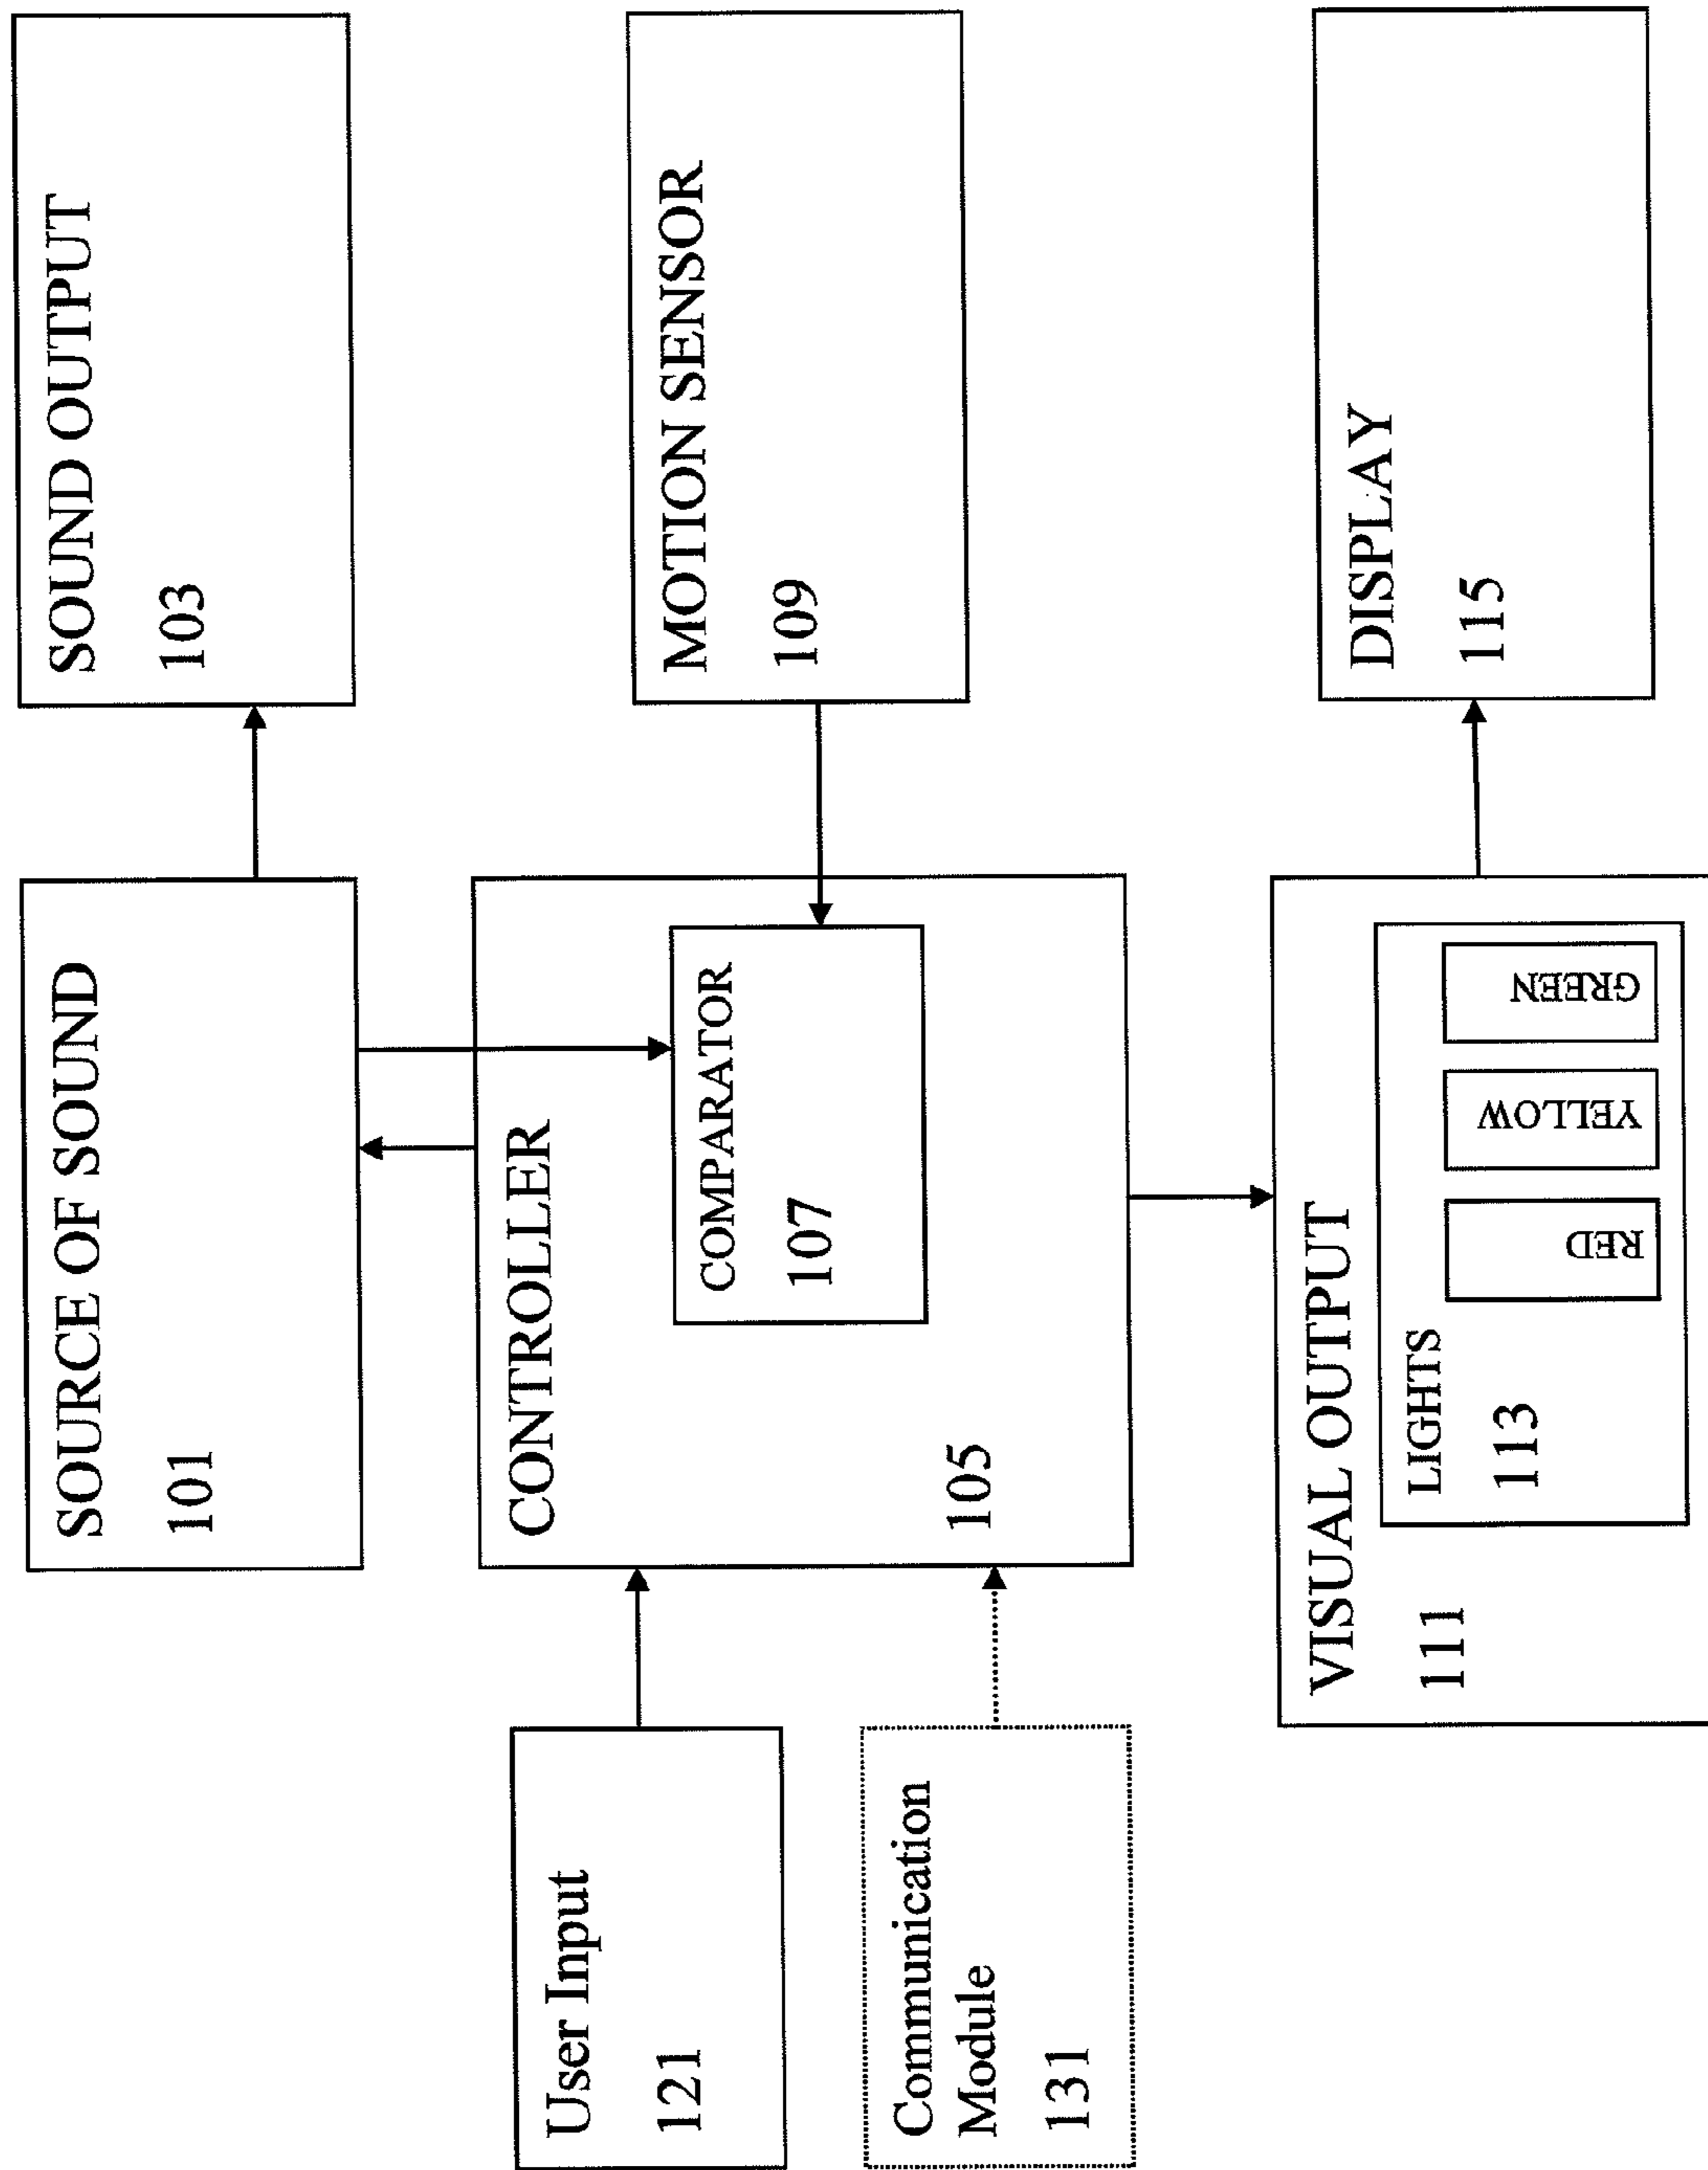 SOURCE OF SOUND
101
SOUND OUTPUT
103
User Input
121
Communication
Module
131
CONTROLLER
105
COMPARATOR
107
MOTION SENSOR
109
VISUAL OUTPUT
111
LIGHTS
113
RED
YELLOW
GREEN
DISPLAY
115